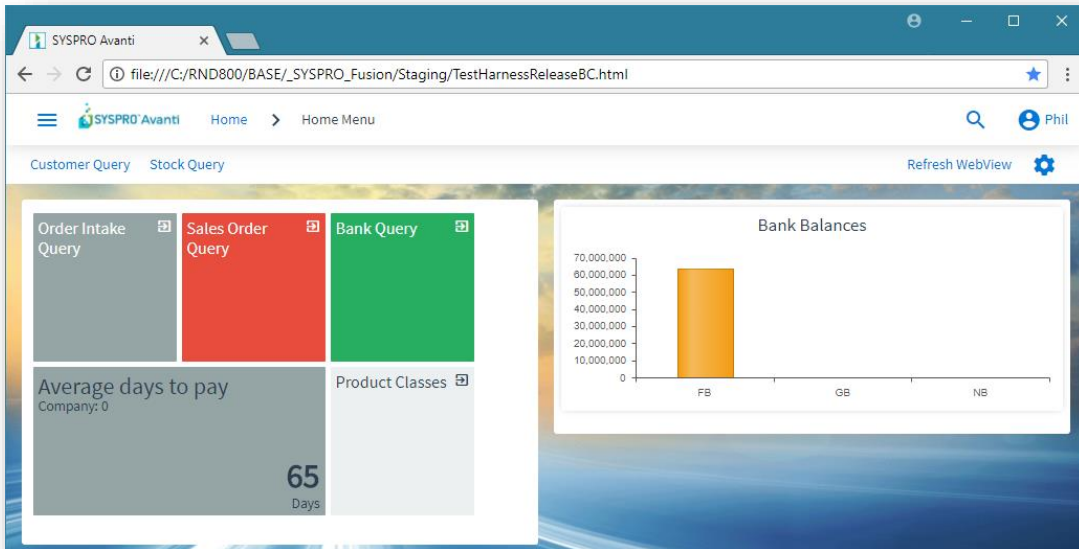 SYSPRO Avanti
file:///C:/RND800/BASE/_SYSPRO_Fusion/Staging/TestHarnessReleaseBC.html
SYSPRO Avanti Home > Home Menu Phil
Customer Query Stock Query Refresh WebView
Order Intake
Query
Sales Order
Query
Bank Query
Average days to pay
Company: 0
65
Days
Product Classes
Bank Balances
70,000,000
60,000,000
50,000,000
40,000,000
30,000,000
20,000,000
10,000,000
0
FB GB NB